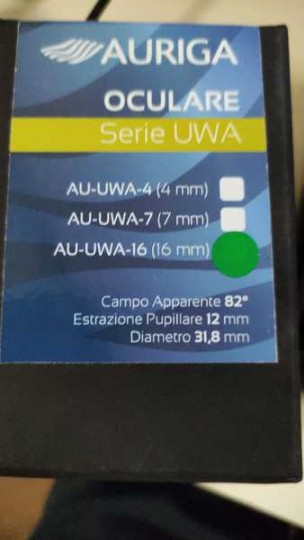 AURIGA
OCULARE
Serie UWA
AU-UWA-4 (4 mm)
AU-UWA-7 (7 mm)
AU-UWA-16 (16 mm)
Campo Apparente 82°
Estrazione Pupillare 12 mm
Diametro 31,8 mm